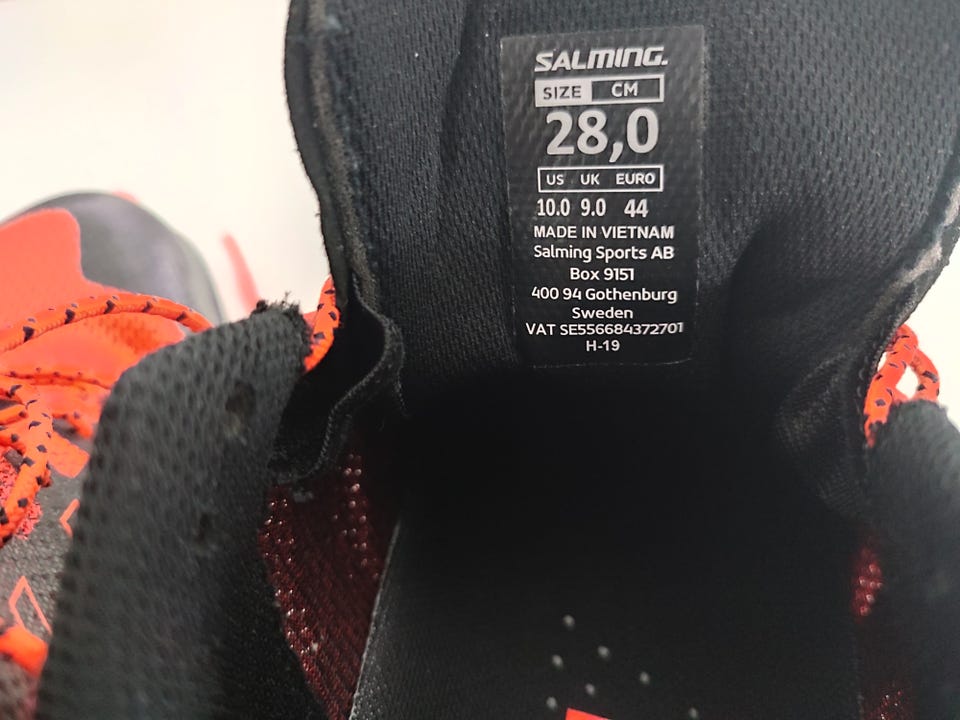 SALMING.
SIZE CM
28,0
US UK EURO
10.0 9.0 44
MADE IN VIETNAM
Salming Sports AB
Box 9151
400 94 Gothenburg
Sweden
VAT SE556684372701
H-19